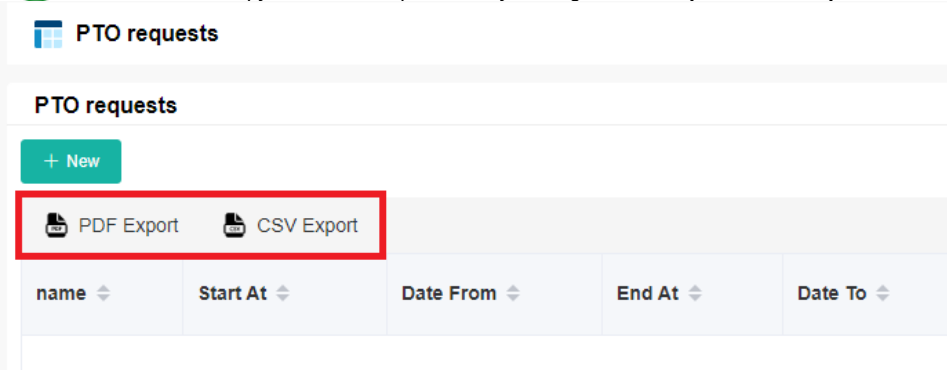 PTO requests
PTO requests
+ New
PDF Export CSV Export
name Start At Date From End At Date To